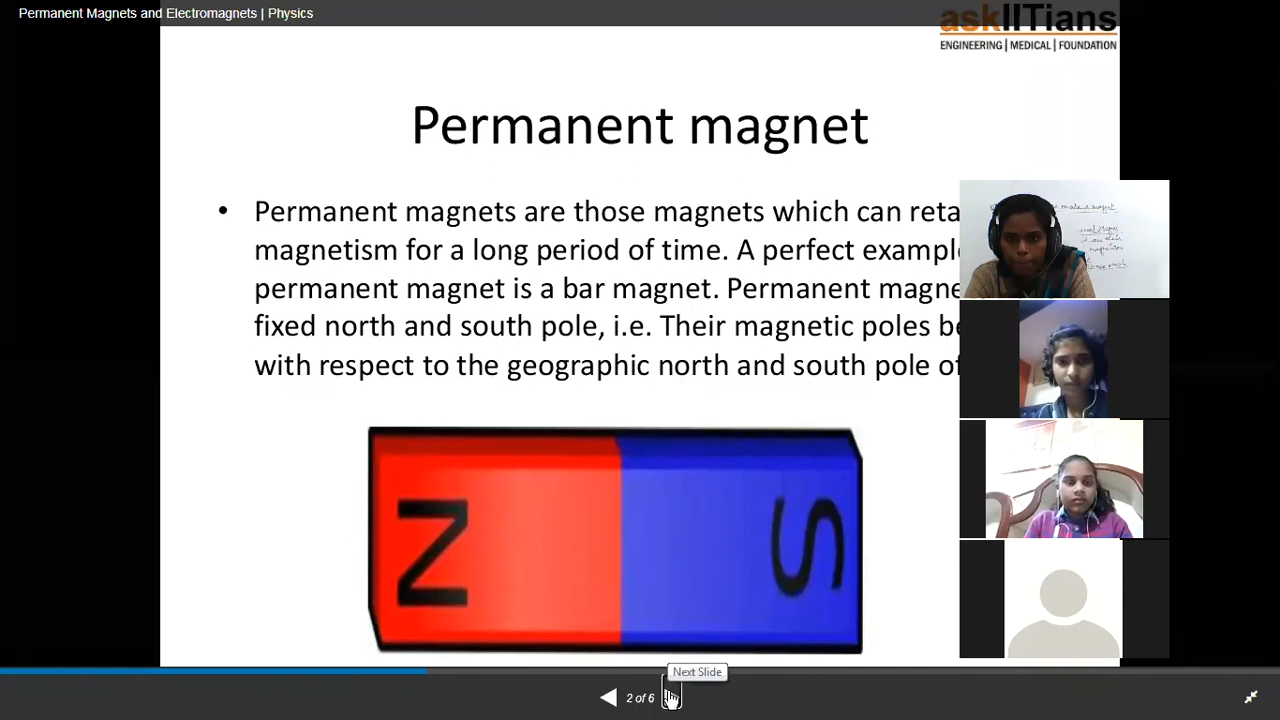 Permanent Magnets and Electromagnets | Physics
askIITians
ENGINEERING | MEDICAL | FOUNDATION
Permanent magnet
• Permanent magnets are those magnets which can reta
magnetism for a long period of time. A perfect example
permanent magnet is a bar magnet. Permanent magne
fixed north and south pole, i.e. Their magnetic poles be
with respect to the geographic north and south pole of
N
S
Next Slide
2 of 6